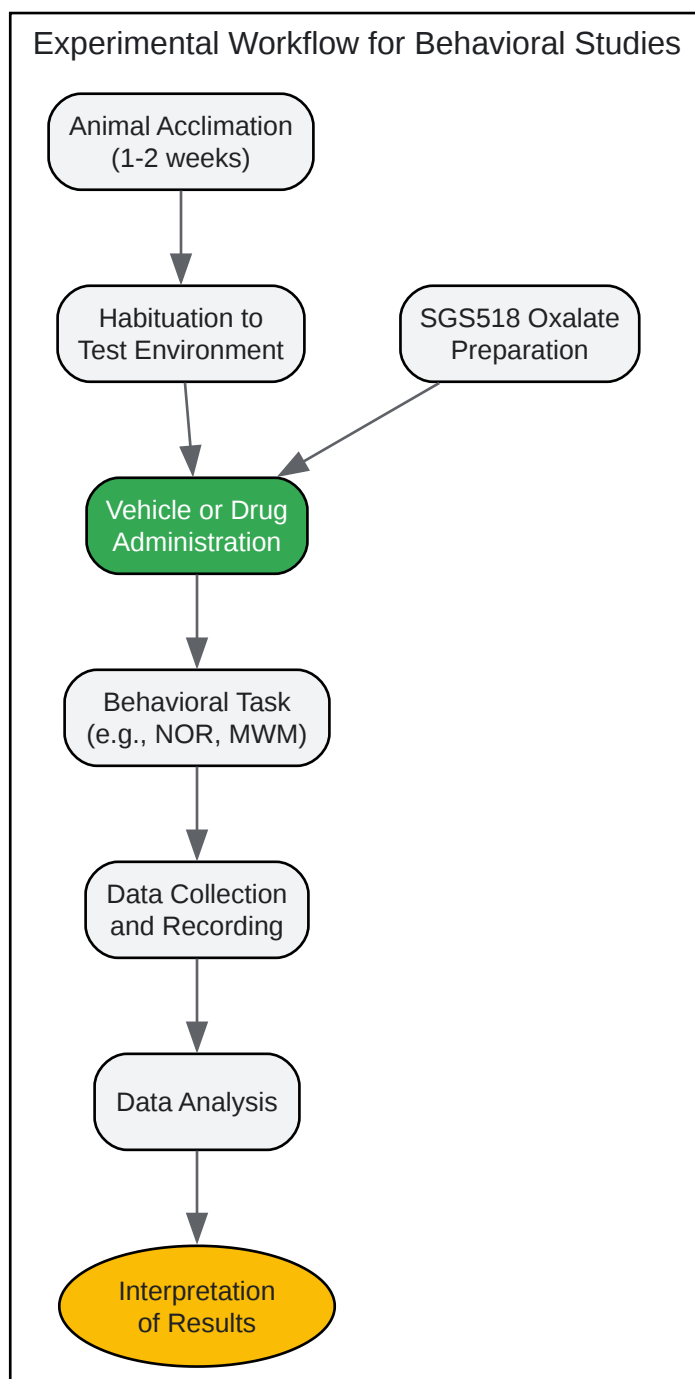 Experimental Workflow for Behavioral Studies
Animal Acclimation
(1-2 weeks)
Habituation to
Test Environment
SGS518 Oxalate
Preparation
Vehicle or Drug
Administration
Behavioral Task
(e.g., NOR, MWM)
Data Collection
and Recording
Data Analysis
Interpretation
of Results